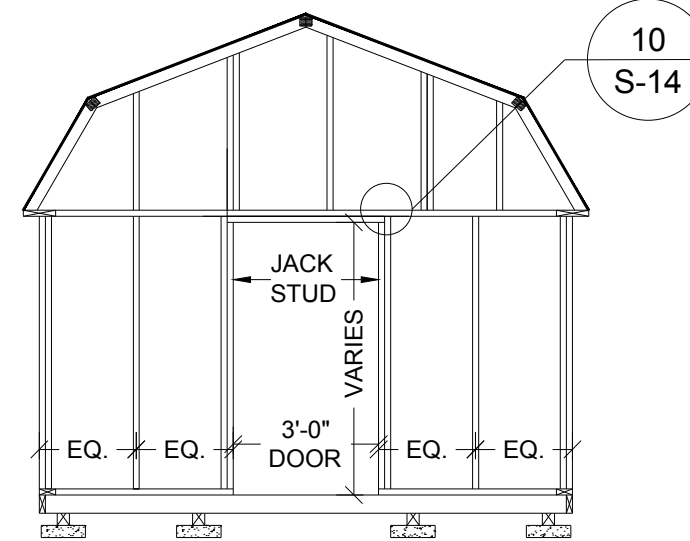 10
S-14
JACK
STUD
VARIES
EQ.
EQ.
3'-0"
DOOR
EQ.
EQ.